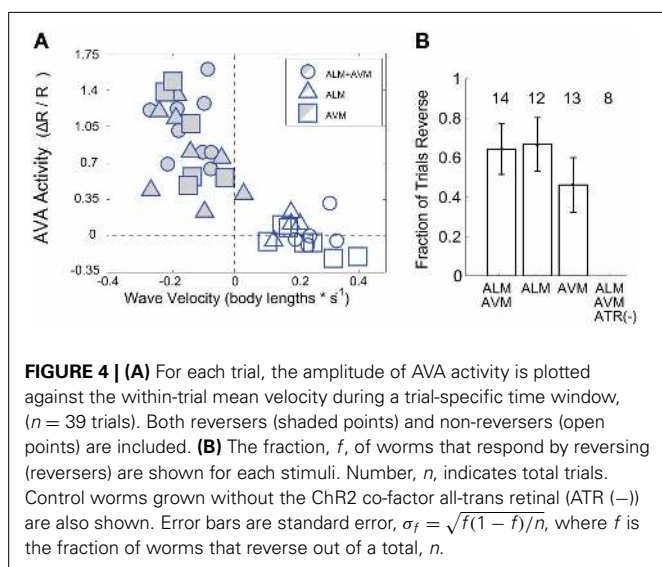 A
B
1.75
1.4
1.05
0.7
0.35
0
-0.35
AVA Activity (ΔR / R)
ALM+AVM
ALM
AVM
-0.4
-0.2
0
0.2
0.4
Wave Velocity (body lengths * s⁻¹)
1
0.8
0.6
0.4
0.2
0
Fraction of Trials Reverse
14
12
13
8
ALM
AVM
ALM
AVM
ALM
AVM
ATR(-)
FIGURE 4 | (A) For each trial, the amplitude of AVA activity is plotted
against the within-trial mean velocity during a trial-specific time window,
(n = 39 trials). Both reversers (shaded points) and non-reversers (open
points) are included. (B) The fraction, f, of worms that respond by reversing
(reversers) are shown for each stimuli. Number, n, indicates total trials.
Control worms grown without the ChR2 co-factor all-trans retinal (ATR (−))
are also shown. Error bars are standard error, σf = √f(1 − f)/n, where f is
the fraction of worms that reverse out of a total, n.